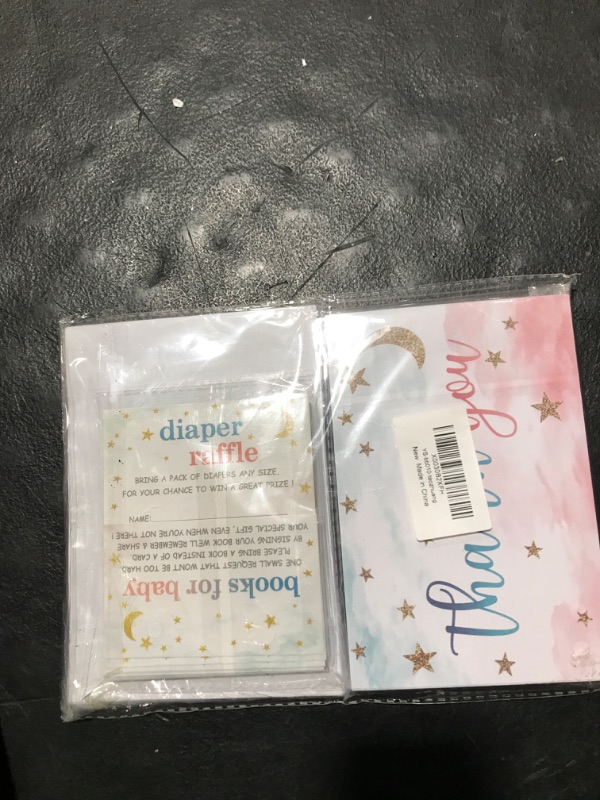 diaper
raffle
BRING A PACK OF DIAPERS ANY SIZE,
FOR YOUR CHANCE TO WIN A GREAT PRIZE !
NAME:
books for baby
ONE SMALL REQUEST THAT WON'T BE TOO HARD
PLEASE BRING A BOOK INSTEAD OF A CARD
BY SIGNING YOUR BOOK WE'LL REMEMBER & SHARE
YOUR SPECIAL GIFT, EVEN WHEN YOU'RE NOT THERE !
thank you
New Made in China